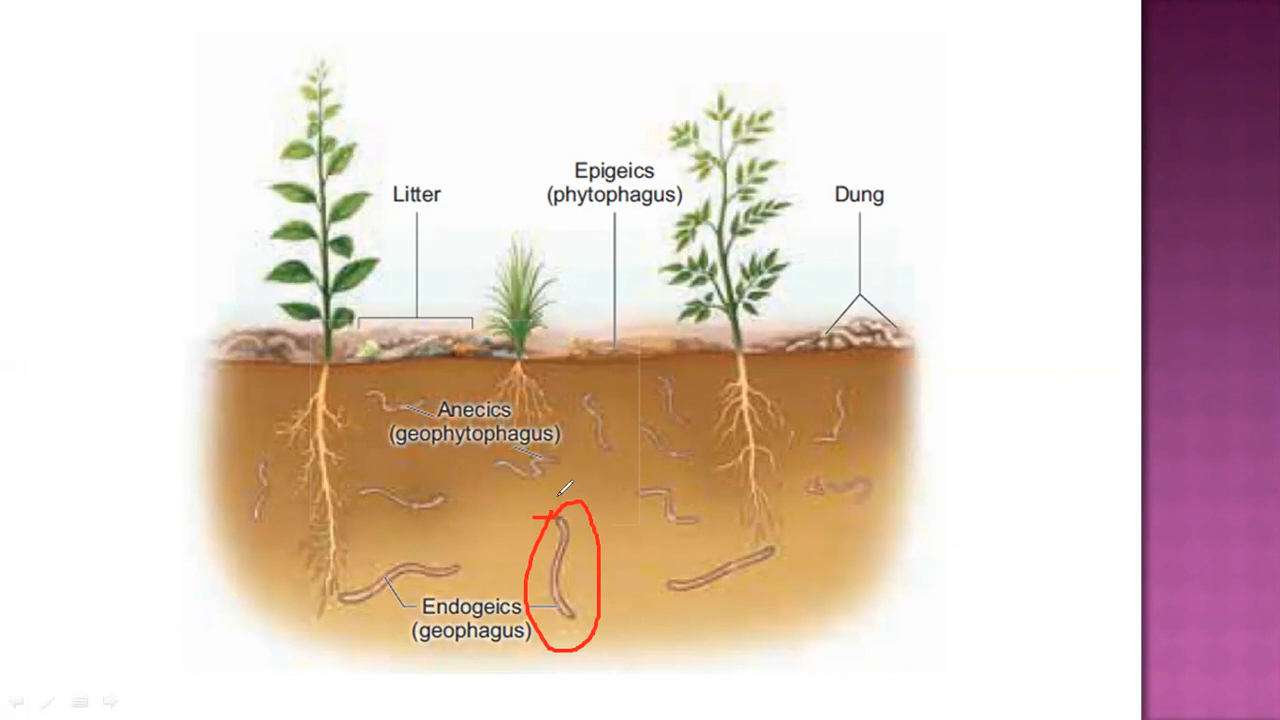 Epigeics
(phytophagus)
Litter
Dung
Anecics
(geophytophagus)
Endogeics
(geophagus)